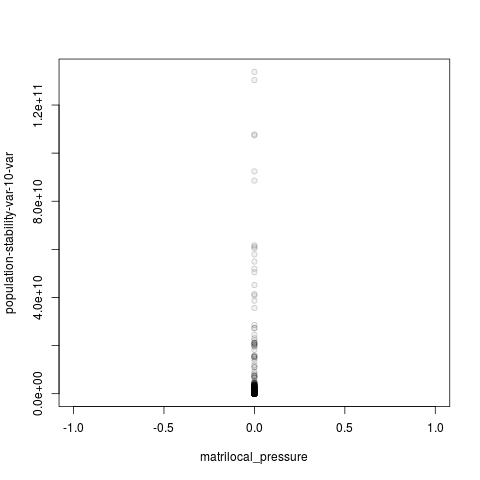 population-stability-var-10-var
1.2e+11
8.0e+10
4.0e+10
0.0e+00
-1.0
-0.5
0.0
0.5
1.0
matrilocal_pressure